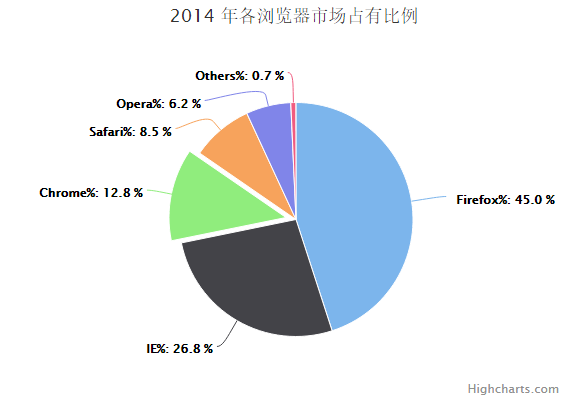 2014 年各浏览器市场占有比例
Others%: 0.7 %
Opera%: 6.2 %
Safari%: 8.5 %
Chrome%: 12.8 %
Firefox%: 45.0 %
IE%: 26.8 %
Highcharts.com